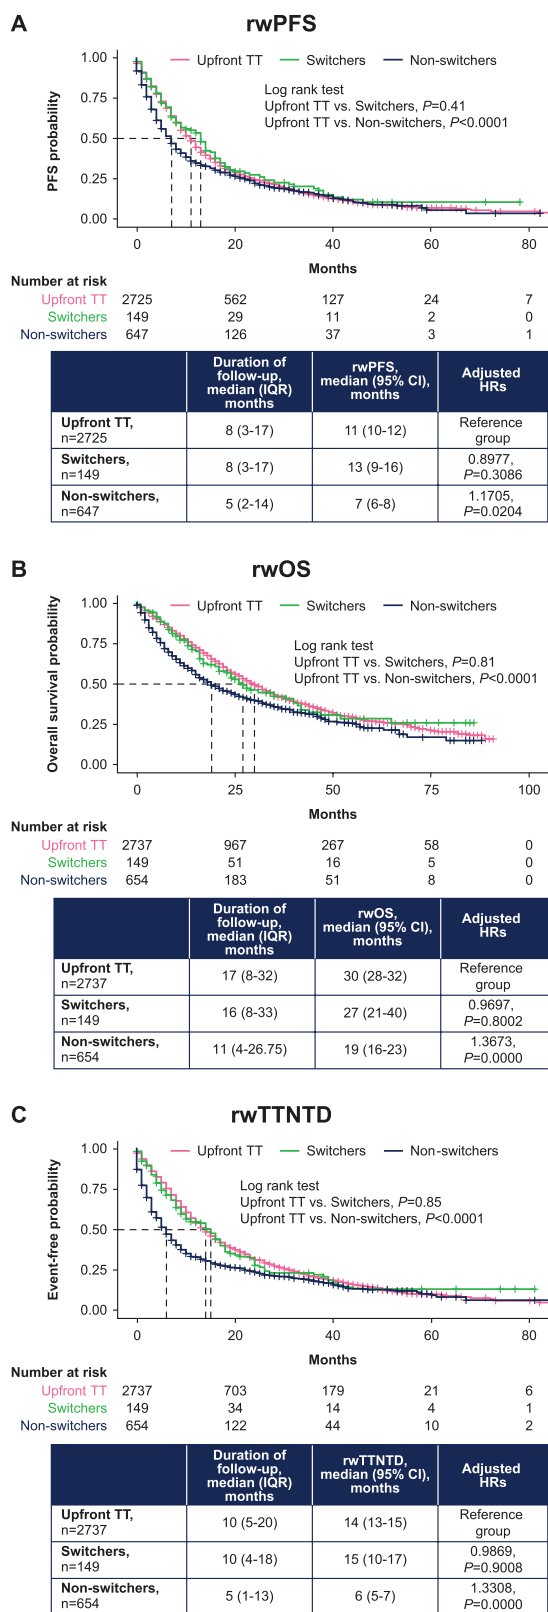 A
rwPFS
Upfront TT Switchers Non-switchers
Log rank test
Upfront TT vs. Switchers, P=0.41
Upfront TT vs. Non-switchers, P<0.0001
PFS probability
1.00
0.75
0.50
0.25
0.00
0 20 40 60 80
Months
Number at risk
Upfront TT 2725 562 127 24 7
Switchers 149 29 11 2 0
Non-switchers 647 126 37 3 1
Duration of follow-up, median (IQR) months
rwPFS, median (95% CI), months
Adjusted HRs
Upfront TT, n=2725 8 (3-17) 11 (10-12) Reference group
Switchers, n=149 8 (3-17) 13 (9-16) 0.8977, P=0.3086
Non-switchers, n=647 5 (2-14) 7 (6-8) 1.1705, P=0.0204
B
rwOS
Upfront TT Switchers Non-switchers
Log rank test
Upfront TT vs. Switchers, P=0.81
Upfront TT vs. Non-switchers, P<0.0001
Overall survival probability
1.00
0.75
0.50
0.25
0.00
0 25 50 75 100
Months
Number at risk
Upfront TT 2737 967 267 58 0
Switchers 149 51 16 5 0
Non-switchers 654 183 51 8 0
Duration of follow-up, median (IQR) months
rwOS, median (95% CI), months
Adjusted HRs
Upfront TT, n=2737 17 (8-32) 30 (28-32) Reference group
Switchers, n=149 16 (8-33) 27 (21-40) 0.9697, P=0.8002
Non-switchers, n=654 11 (4-26.75) 19 (16-23) 1.3673, P=0.0000
C
rwTTNTD
Upfront TT Switchers Non-switchers
Log rank test
Upfront TT vs. Switchers, P=0.85
Upfront TT vs. Non-switchers, P<0.0001
Event-free probability
1.00
0.75
0.50
0.25
0.00
0 20 40 60 80
Months
Number at risk
Upfront TT 2737 703 179 21 6
Switchers 149 34 14 4 1
Non-switchers 654 122 44 10 2
Duration of follow-up, median (IQR) months
rwTTNTD, median (95% CI), months
Adjusted HRs
Upfront TT, n=2737 10 (5-20) 14 (13-15) Reference group
Switchers, n=149 10 (4-18) 15 (10-17) 0.9869, P=0.9008
Non-switchers, n=654 5 (1-13) 6 (5-7) 1.3308, P=0.0000